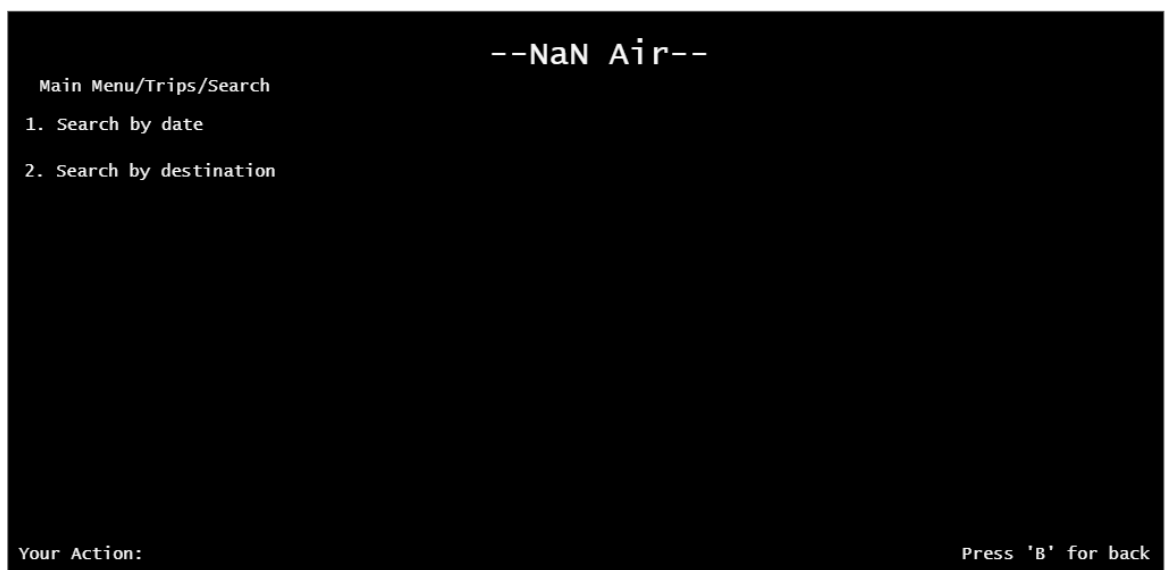 --NaN Air--
Main Menu/Trips/Search
1. Search by date
2. Search by destination
Your Action:
Press 'B' for back